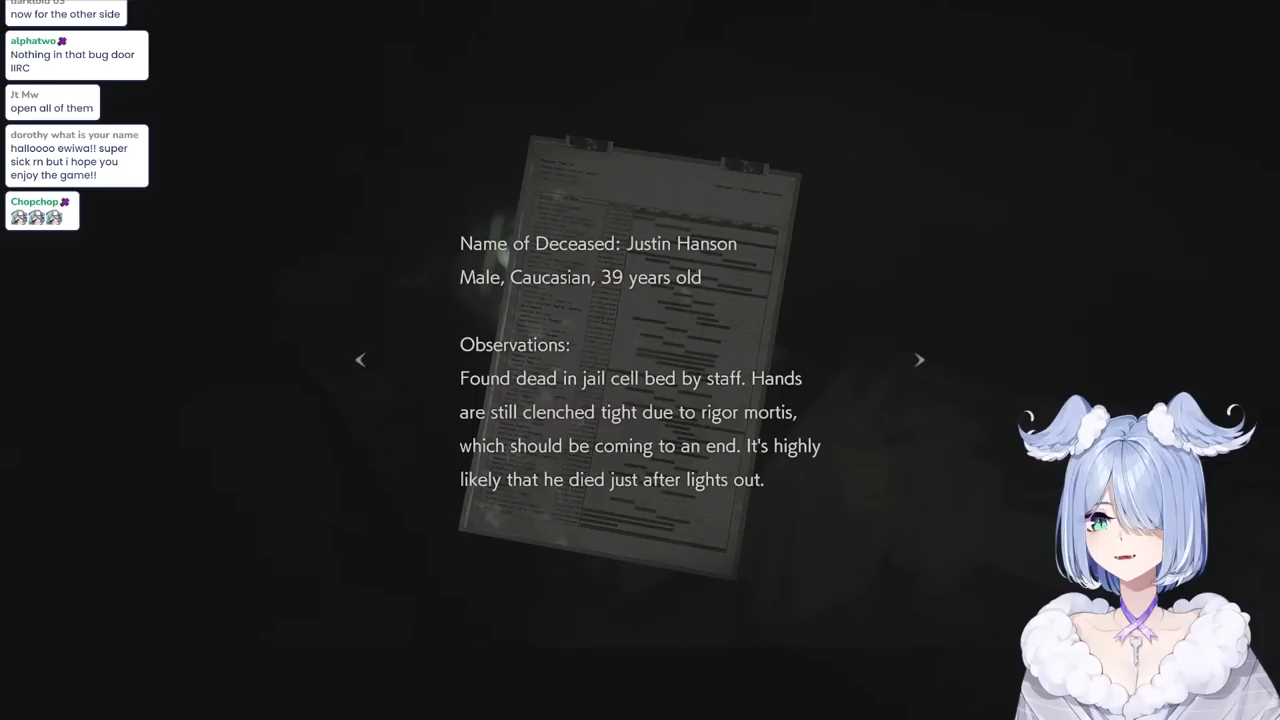 darktoid 03
now for the other side
alphatwo
Nothing in that bug door
IIRC
Jt Mw
open all of them
dorothy what is your name
halloooo ewiwa!! super
sick rn but i hope you
enjoy the game!!
Chopchop
Name of Deceased: Justin Hanson
Male, Caucasian, 39 years old
Observations:
Found dead in jail cell bed by staff. Hands
are still clenched tight due to rigor mortis,
which should be coming to an end. It's highly
likely that he died just after lights out.